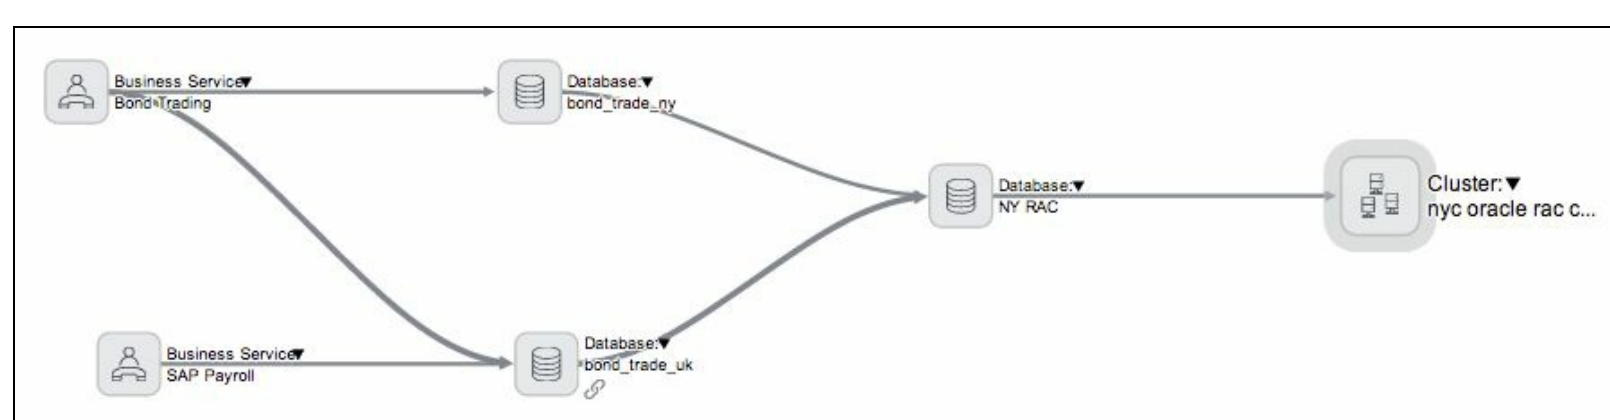 Business Service▼
Bond Trading
Database:▼
bond_trade_ny
Database:▼
NY RAC
Cluster:▼
nyc oracle rac c...
Business Service▼
SAP Payroll
Database:▼
bond_trade_uk